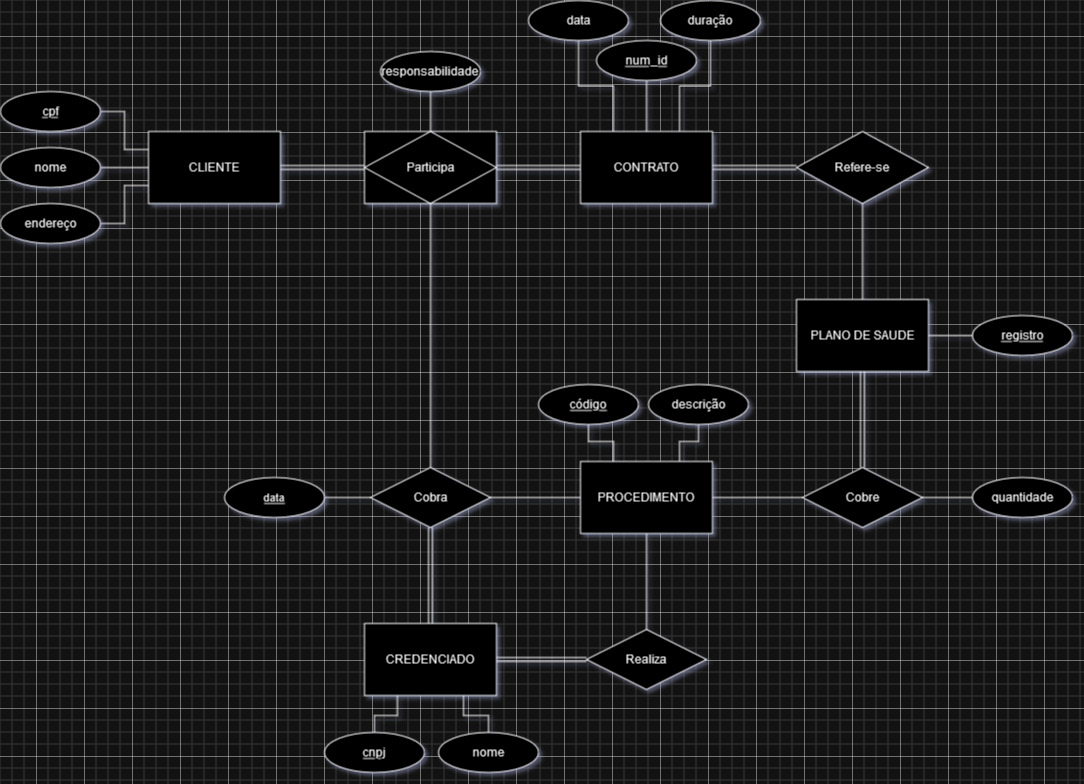 data
duração
num_id
responsabilidade
cpf
nome
endereço
CLIENTE
Participa
CONTRATO
Refere-se
PLANO DE SAUDE
registro
código
descrição
data
Cobra
PROCEDIMENTO
Cobre
quantidade
CREDENCIADO
Realiza
cnpj
nome